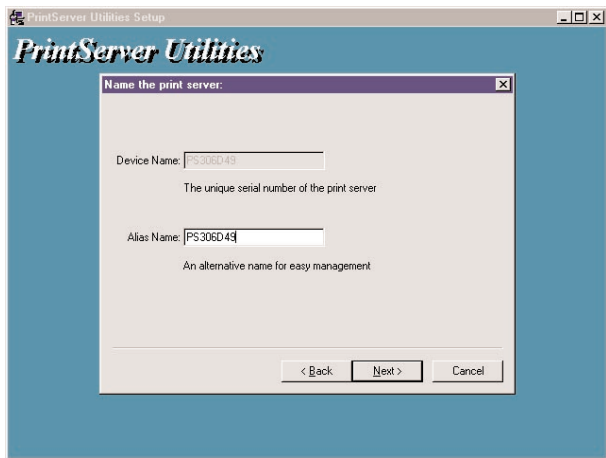 PrintServer Utilities Setup
PrintServer Utilities
Name the print server:
Device Name: PS306D49
The unique serial number of the print server
Alias Name: PS306D49
An alternative name for easy management
< Back Next > Cancel